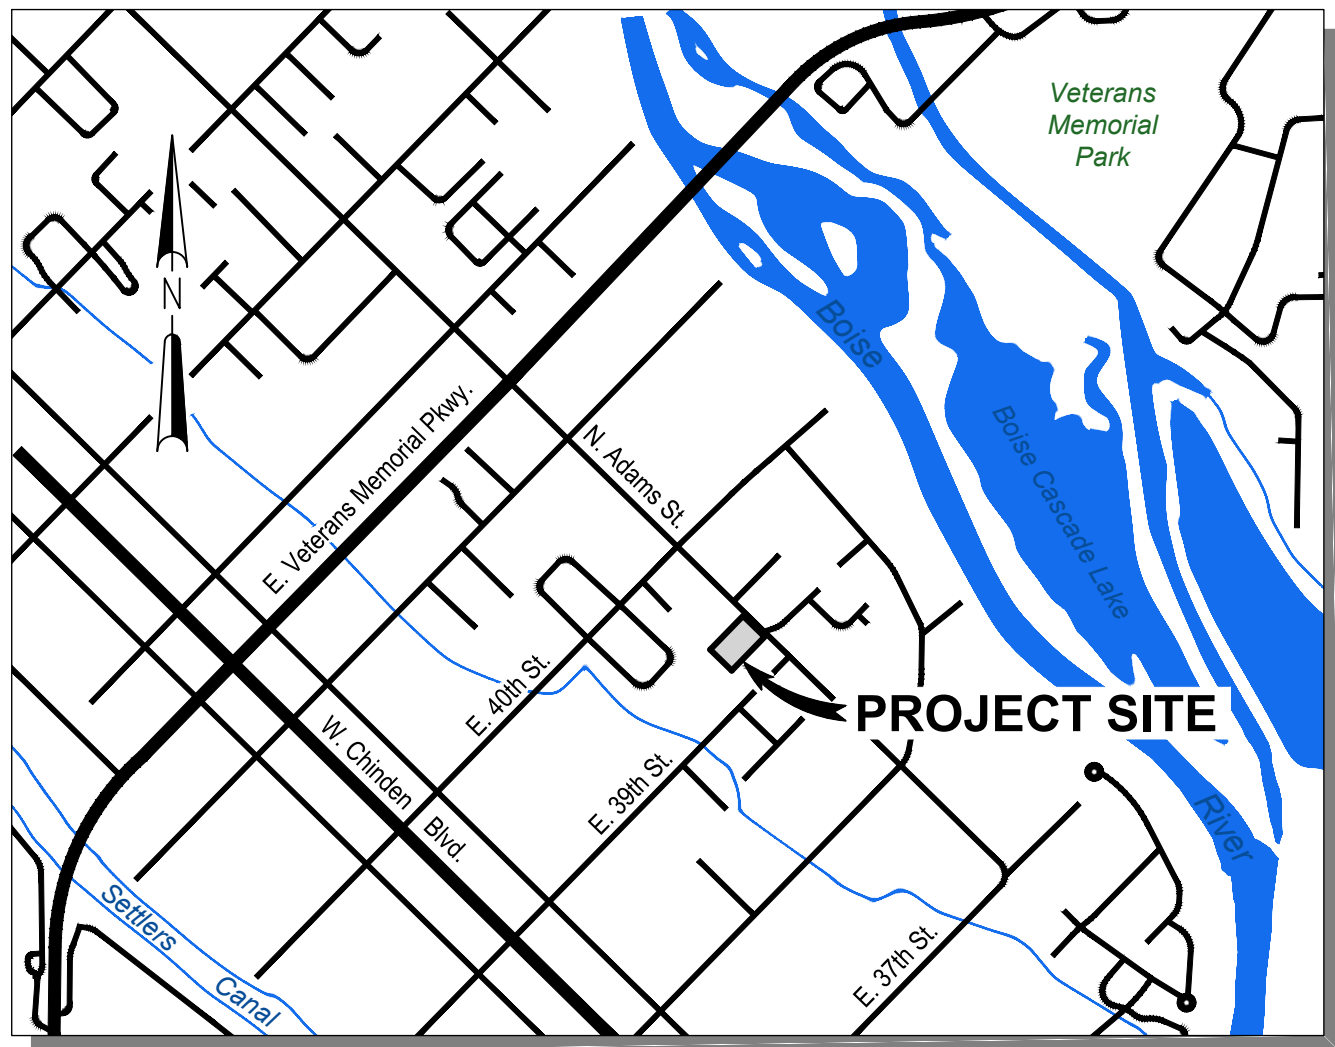 Veterans
Memorial
Park
N
Boise
E. Veterans Memorial Pkwy.
N. Adams St.
Boise Cascade Lake
E. 40th St.
PROJECT SITE
W. Chinden
Blvd.
E. 39th St.
River
Settlers
Canal
E. 37th St.